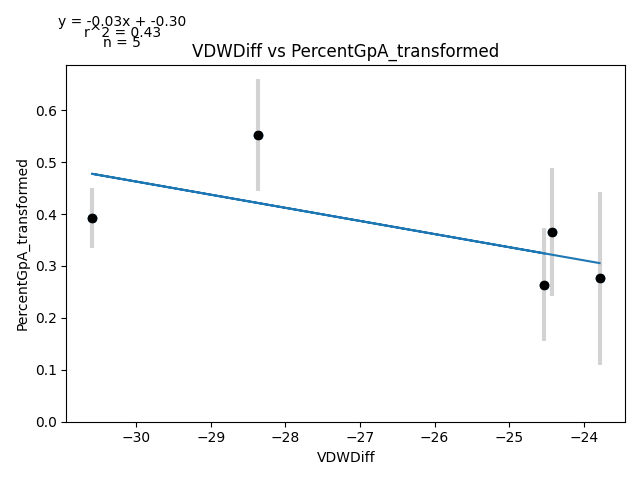 y = -0.03x + -0.30
r^2 = 0.43
n = 5
VDWDiff vs PercentGpA_transformed
PercentGpA_transformed
0.6
0.5
0.4
0.3
0.2
0.1
0.0
−30
−29
−28
−27
−26
−25
−24
VDWDiff